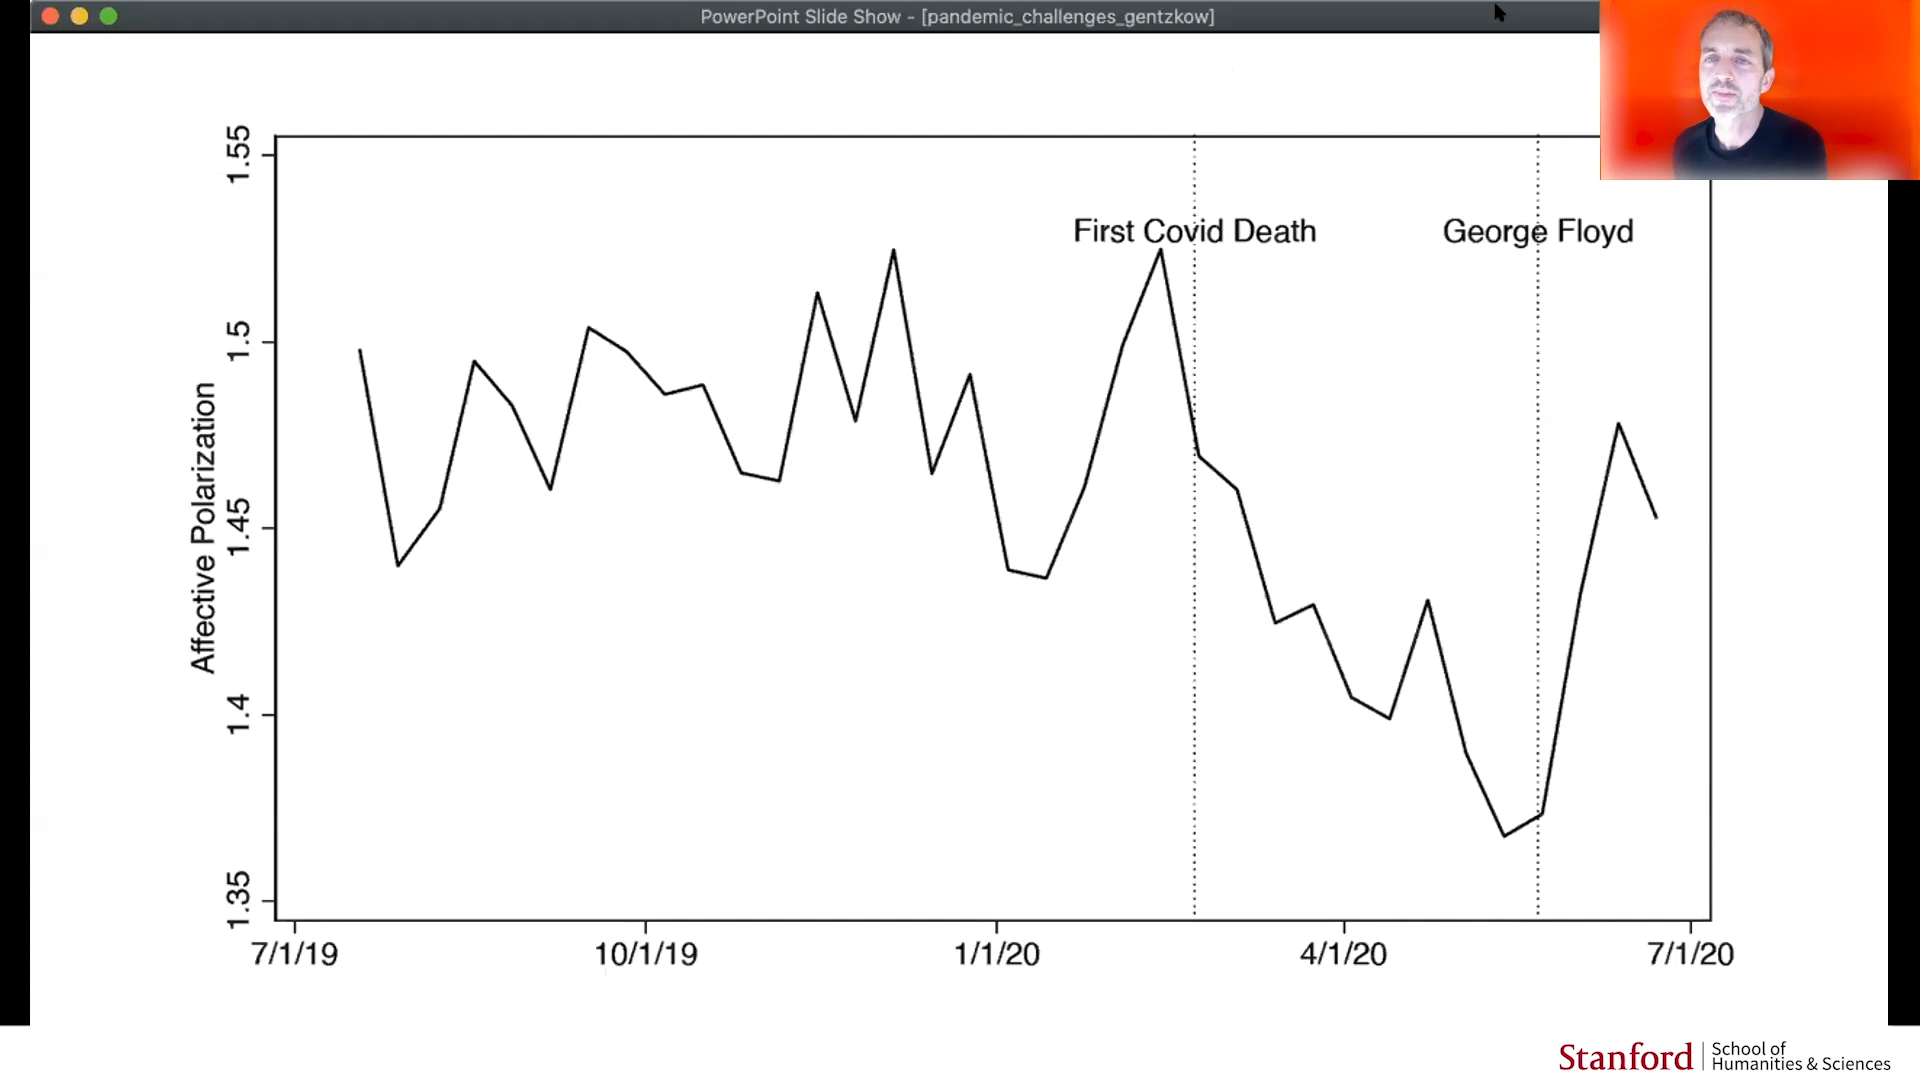 PowerPoint Slide Show - [pandemic_challenges_gentzkow]
1.55
First Covid Death
George Floyd
1.5
1.45
Affective Polarization
1.4
1.35
7/1/19
10/1/19
1/1/20
4/1/20
7/1/20
Stanford
School of
Humanities & Sciences